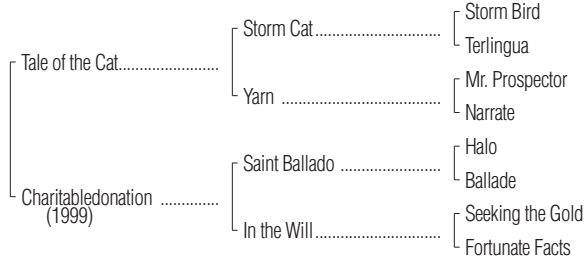 Storm Bird
Storm Cat..................................
Terlingua
Tale of the Cat...........................
Mr. Prospector
Yarn ...........................................
Narrate
Halo
Saint Ballado ...........................
Ballade
Charitabledonation ...............
(1999)
Seeking the Gold
In the Will..................................
Fortunate Facts